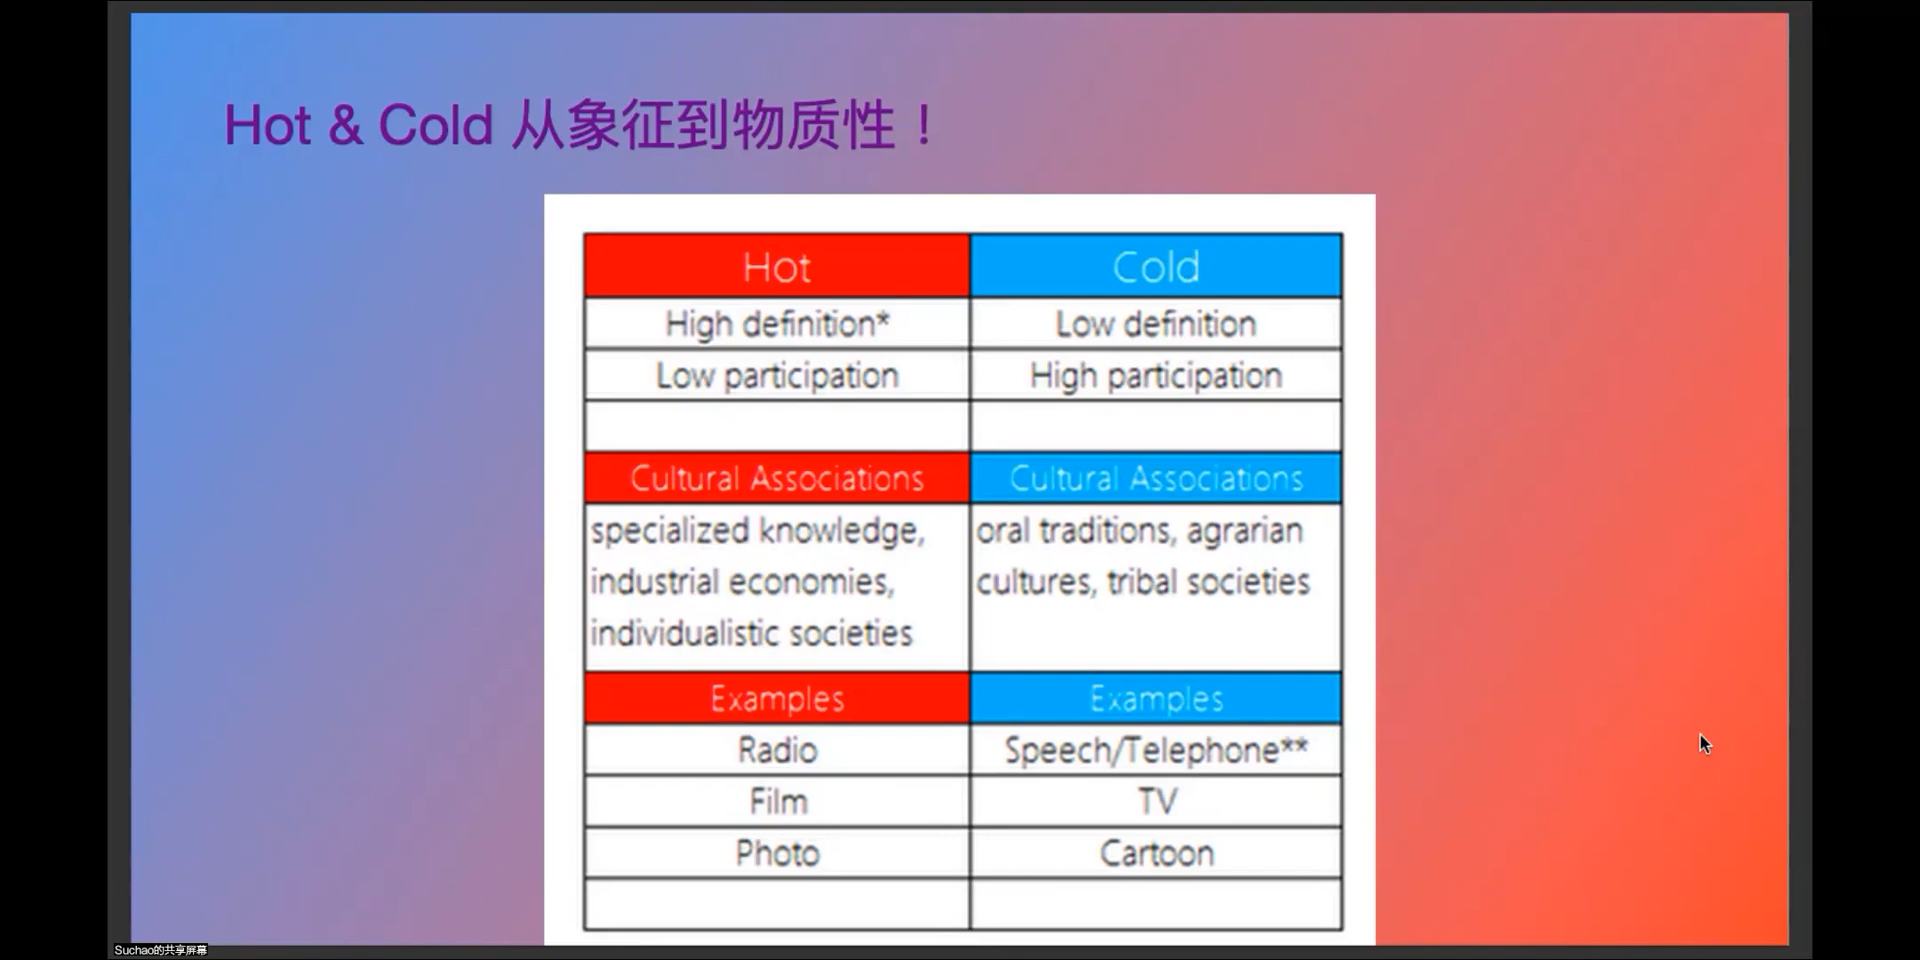 Hot & Cold 从象征到物质性！
Hot Cold
High definition* Low definition
Low participation High participation
Cultural Associations Cultural Associations
specialized knowledge, oral traditions, agrarian
industrial economies, cultures, tribal societies
individualistic societies
Examples Examples
Radio Speech/Telephone**
Film TV
Photo Cartoon
Suchao的共享屏幕